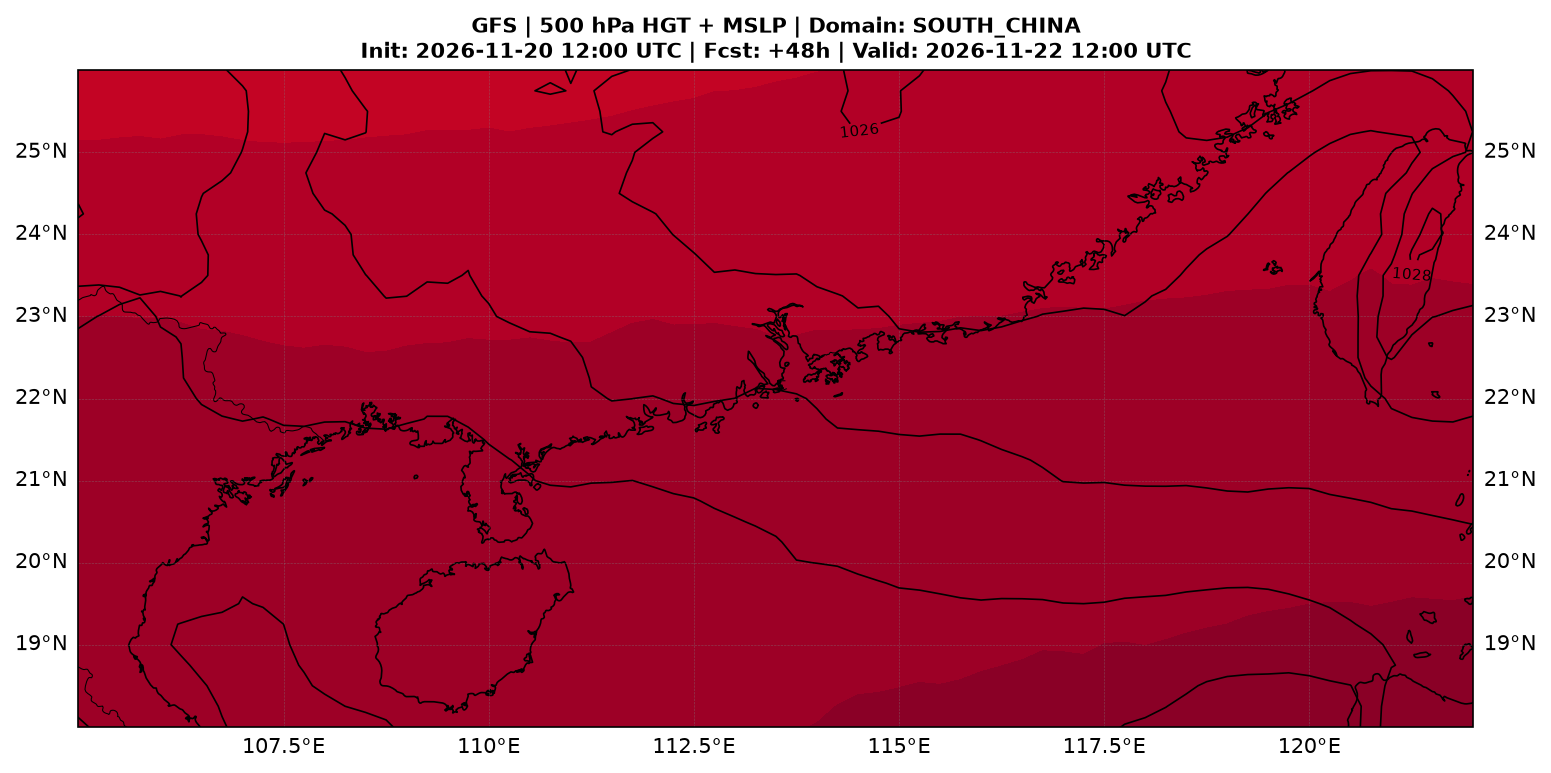 GFS | 500 hPa HGT + MSLP | Domain: SOUTH_CHINA
Init: 2026-11-20 12:00 UTC | Fcst: +48h | Valid: 2026-11-22 12:00 UTC
1026
25°N 25°N
24°N 24°N
1028
23°N 23°N
22°N 22°N
21°N 21°N
20°N 20°N
19°N 19°N
107.5°E 110°E 112.5°E 115°E 117.5°E 120°E